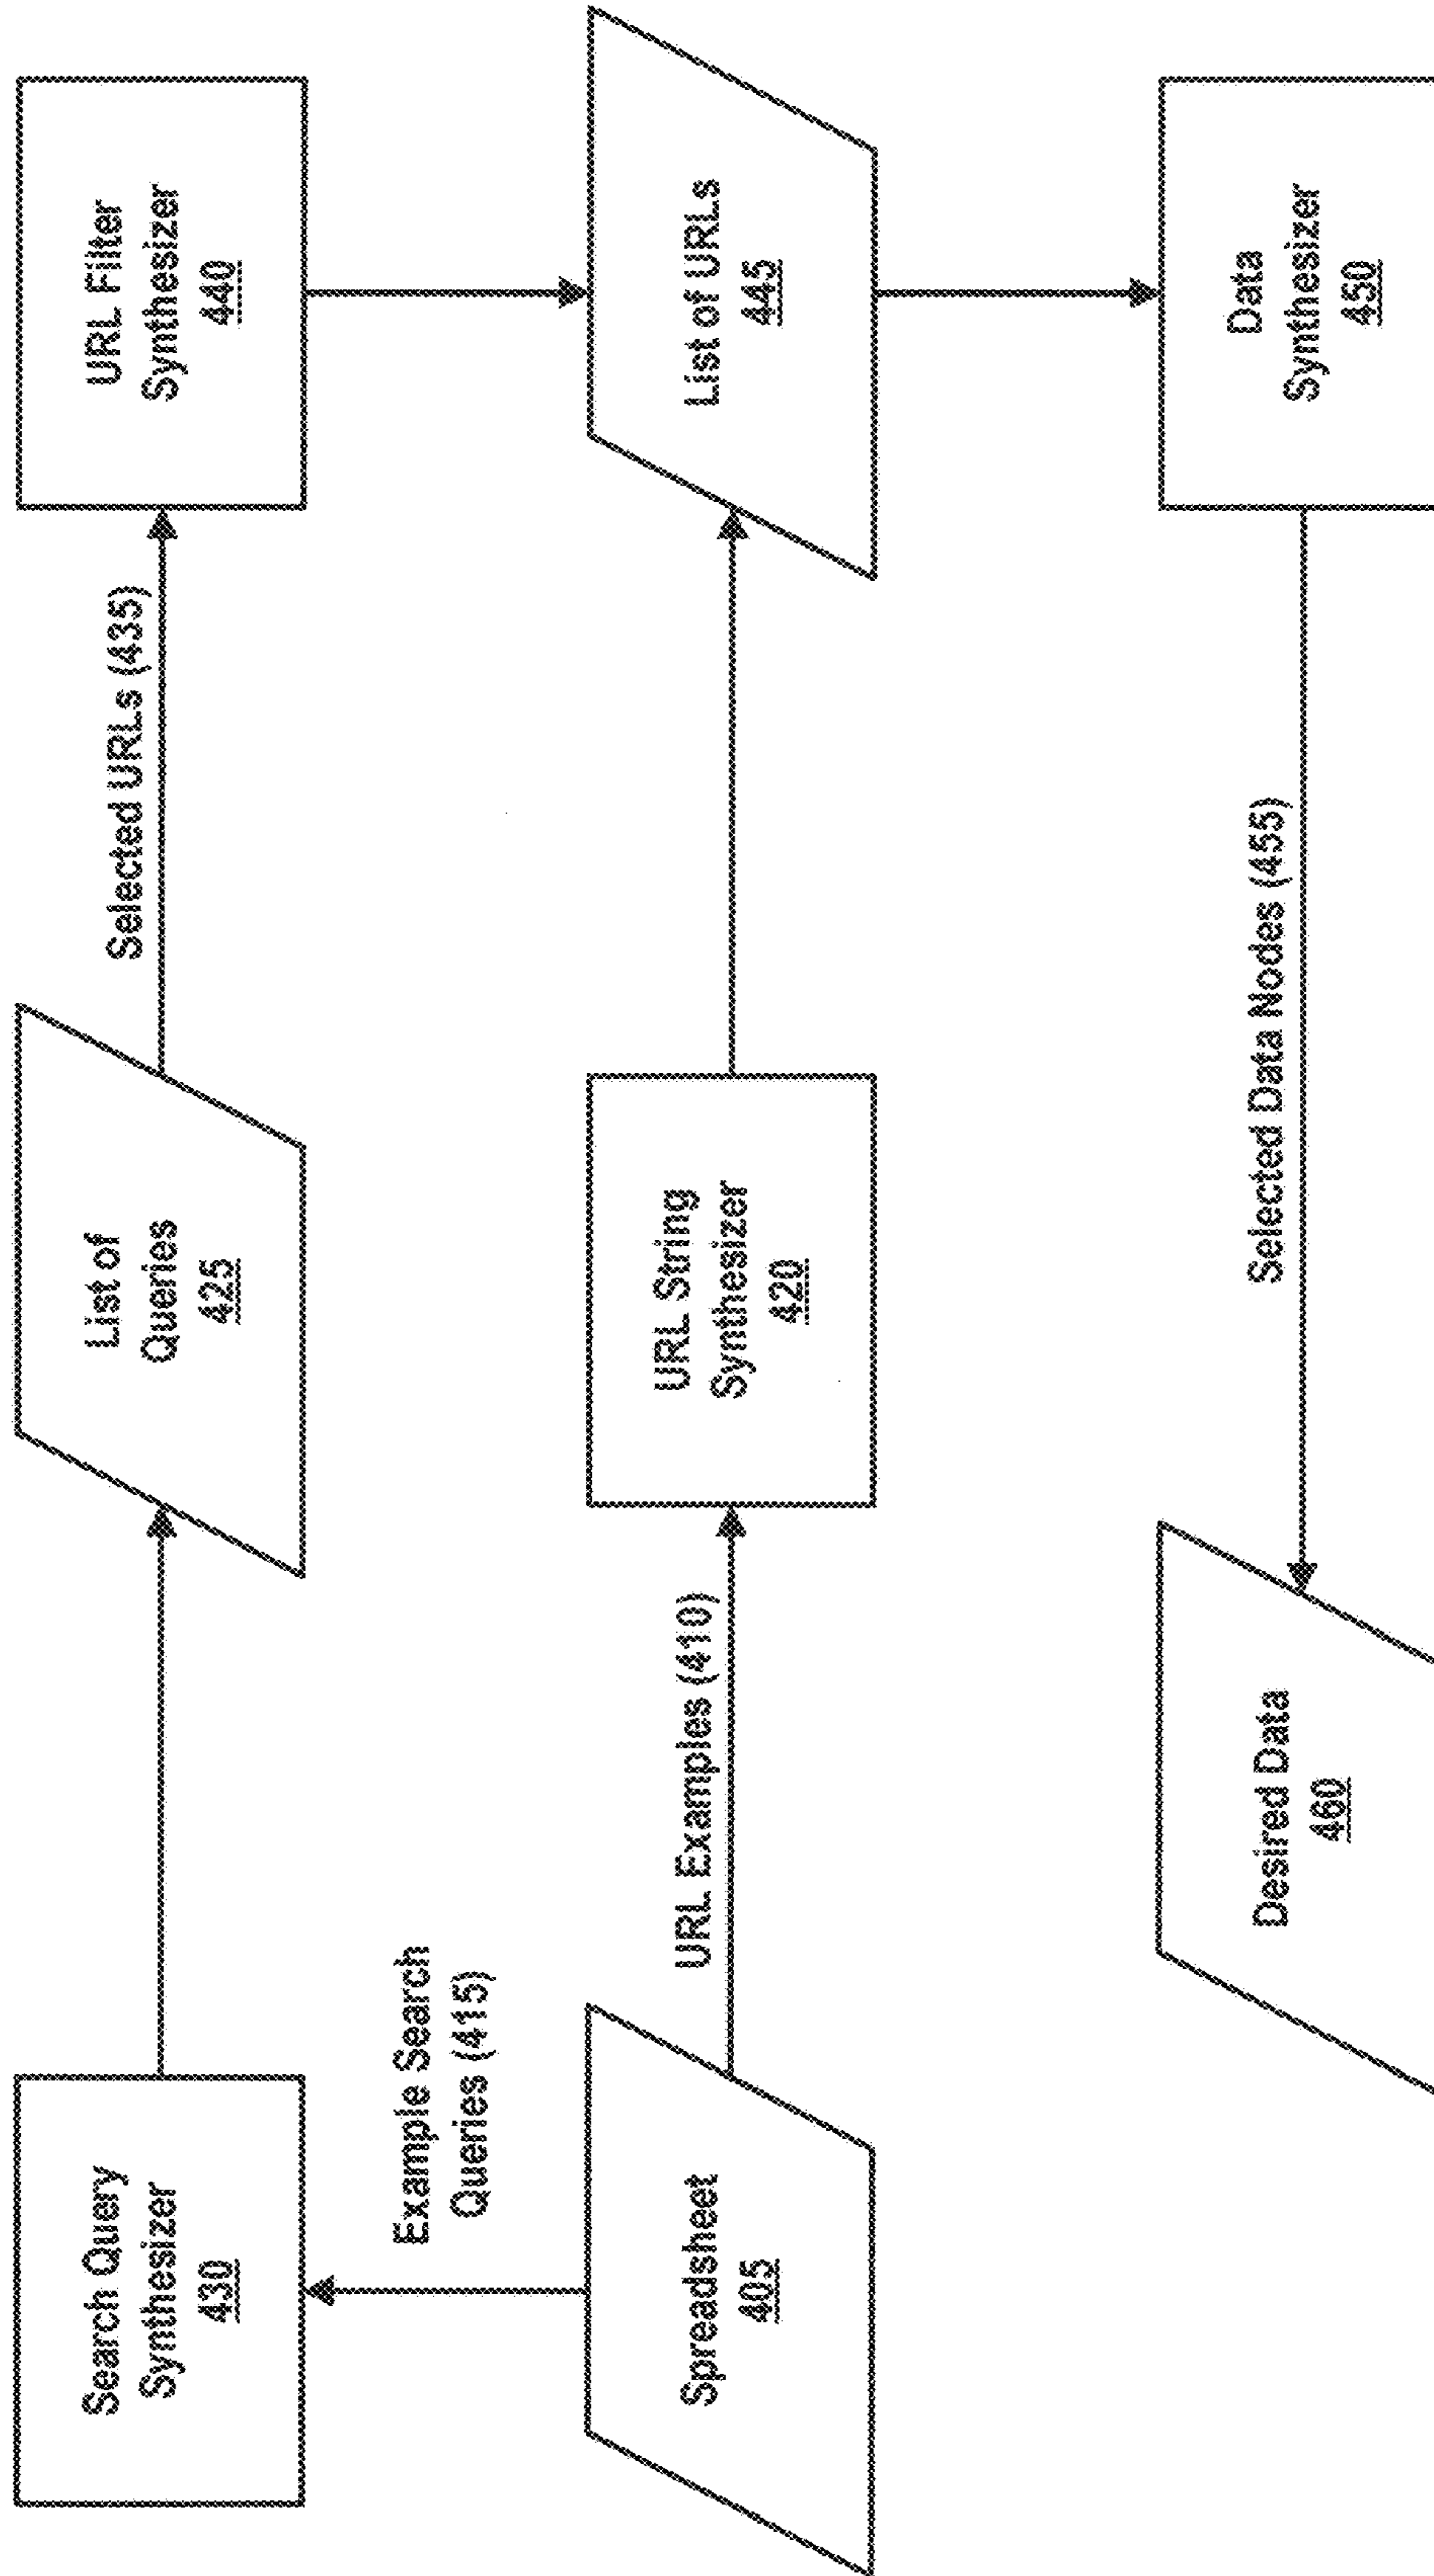 Search Query
Synthesizer
430
List of
Queries
425
Selected URLs (435)
URL Filter
Synthesizer
440
Example Search
Queries (415)
Spreadsheet
405
URL Examples (410)
URL String
Synthesizer
420
List of URLs
445
Desired Data
460
Selected Data Nodes (455)
Data
Synthesizer
450